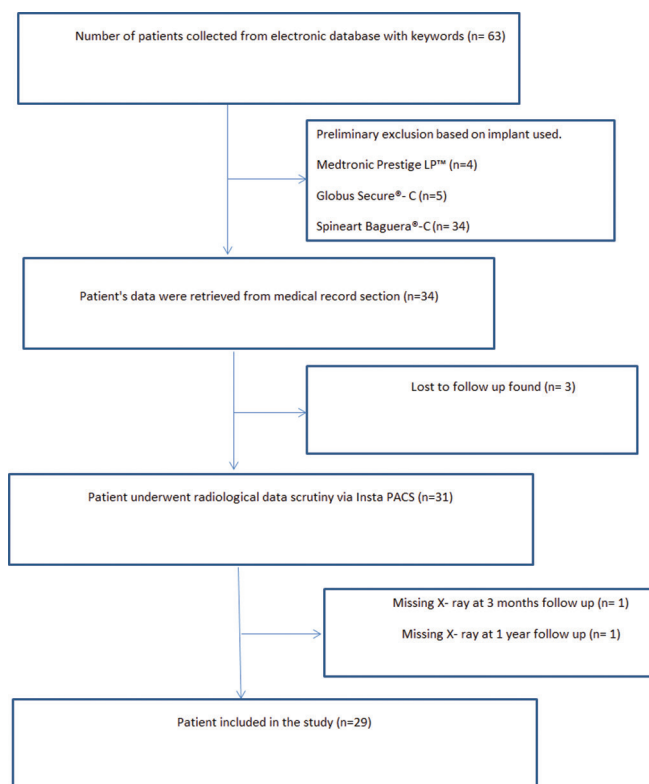 Number of patients collected from electronic database with keywords (n= 63)
Preliminary exclusion based on implant used.
Medtronic Prestige LP™ (n=4)
Globus Secure®- C (n=5)
Spineart Baguera®-C (n= 34)
Patient's data were retrieved from medical record section (n=34)
Lost to follow up found (n= 3)
Patient underwent radiological data scrutiny via Insta PACS (n=31)
Missing X- ray at 3 months follow up (n= 1)
Missing X- ray at 1 year follow up (n= 1)
Patient included in the study (n=29)